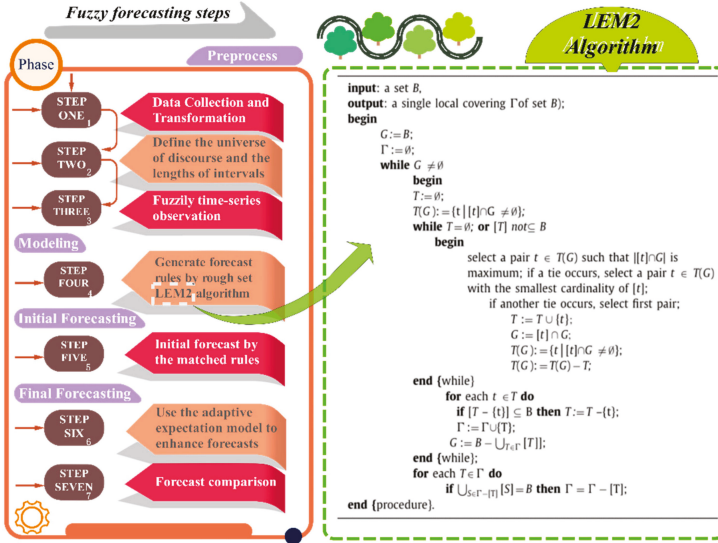 Fuzzy forecasting steps
Phase
Preprocess
STEP
ONE
1
Data Collection and
Transformation
STEP
TWO
2
Define the universe
of discourse and the
lengths of intervals
STEP
THREE
3
Fuzzily time-series
observation
Modeling
STEP
FOUR
4
Generate forecast
rules by rough set
LEM2 algorithm
Initial Forecasting
STEP
FIVE
5
Initial forecast by
the matched rules
Final Forecasting
STEP
SIX
6
Use the adaptive
expectation model to
enhance forecasts
STEP
SEVEN
7
Forecast comparison
LEM2
Algorithm
input: a set B,
output: a single local covering Γof set B);
begin
G:=B;
Γ:=∅;
while G ≠∅
begin
T:=∅;
T(G):={t|[t]∩G ≠∅};
while T=∅; or [T] not⊆ B
begin
select a pair t ∈ T(G) such that |[t]∩G| is
maximum; if a tie occurs, select a pair t ∈ T(G)
with the smallest cardinality of [t];
if another tie occurs, select first pair;
T := T∪{t};
G := [t]∩G;
T(G):={t|[t]∩G ≠∅};
T(G):=T(G)−T;
end {while}
for each t ∈T do
if [T − {t}] ⊆ B then T:=T−{t};
Γ:=Γ∪{T};
G:=B−⋃T∈Γ [T]];
end {while};
for each T∈Γ do
if ⋃S∈Γ−[T] [S]=B then Γ=Γ−[T];
end {procedure}.